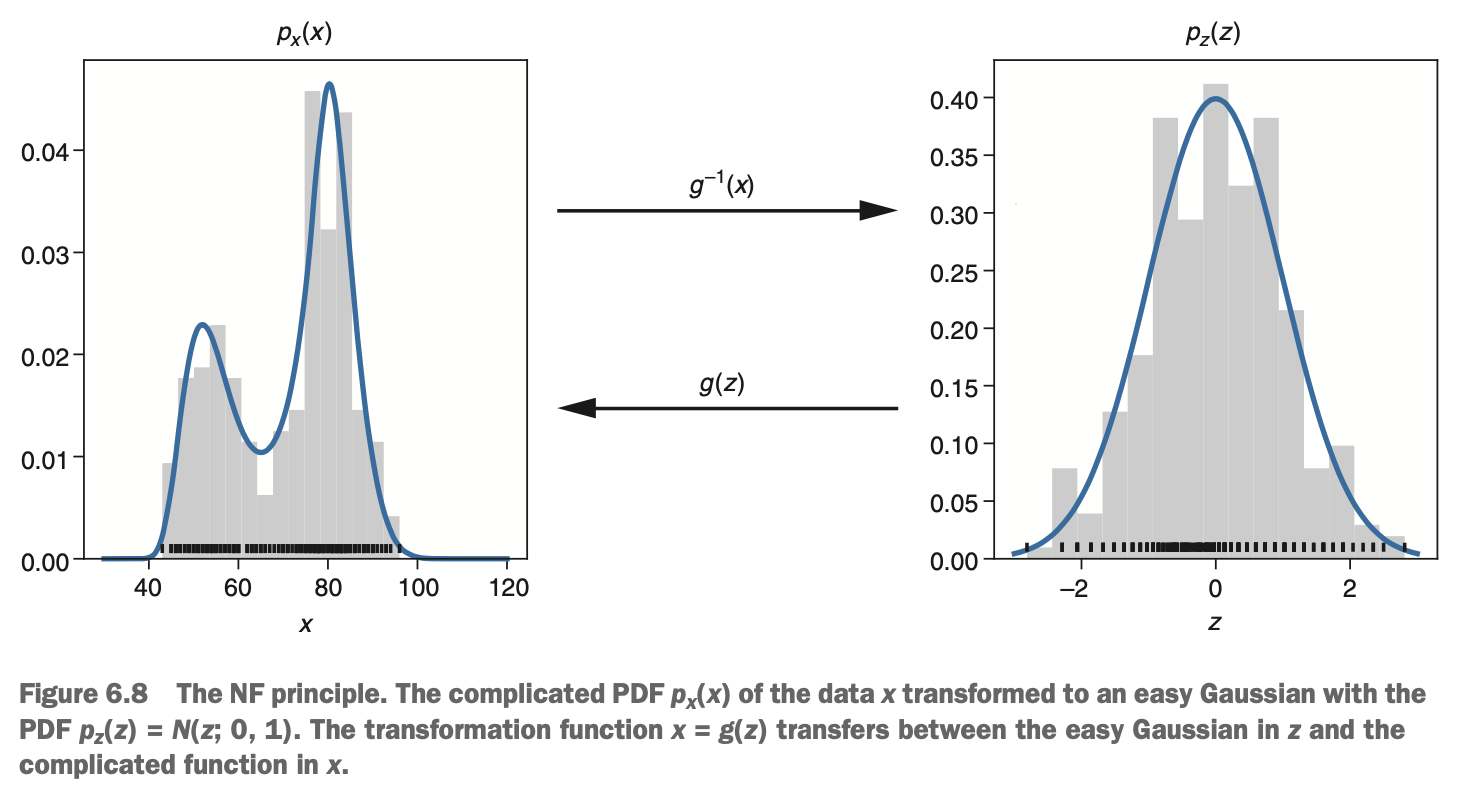 pₓ(x)
0.04
0.03
0.02
0.01
0.00
40 60 80 100 120
x
g⁻¹(x)
g(z)
p_z(z)
0.40
0.35
0.30
0.25
0.20
0.15
0.10
0.05
0.00
−2 0 2
z
Figure 6.8 The NF principle. The complicated PDF pₓ(x) of the data x transformed to an easy Gaussian with the
PDF p_z(z) = N(z; 0, 1). The transformation function x = g(z) transfers between the easy Gaussian in z and the
complicated function in x.